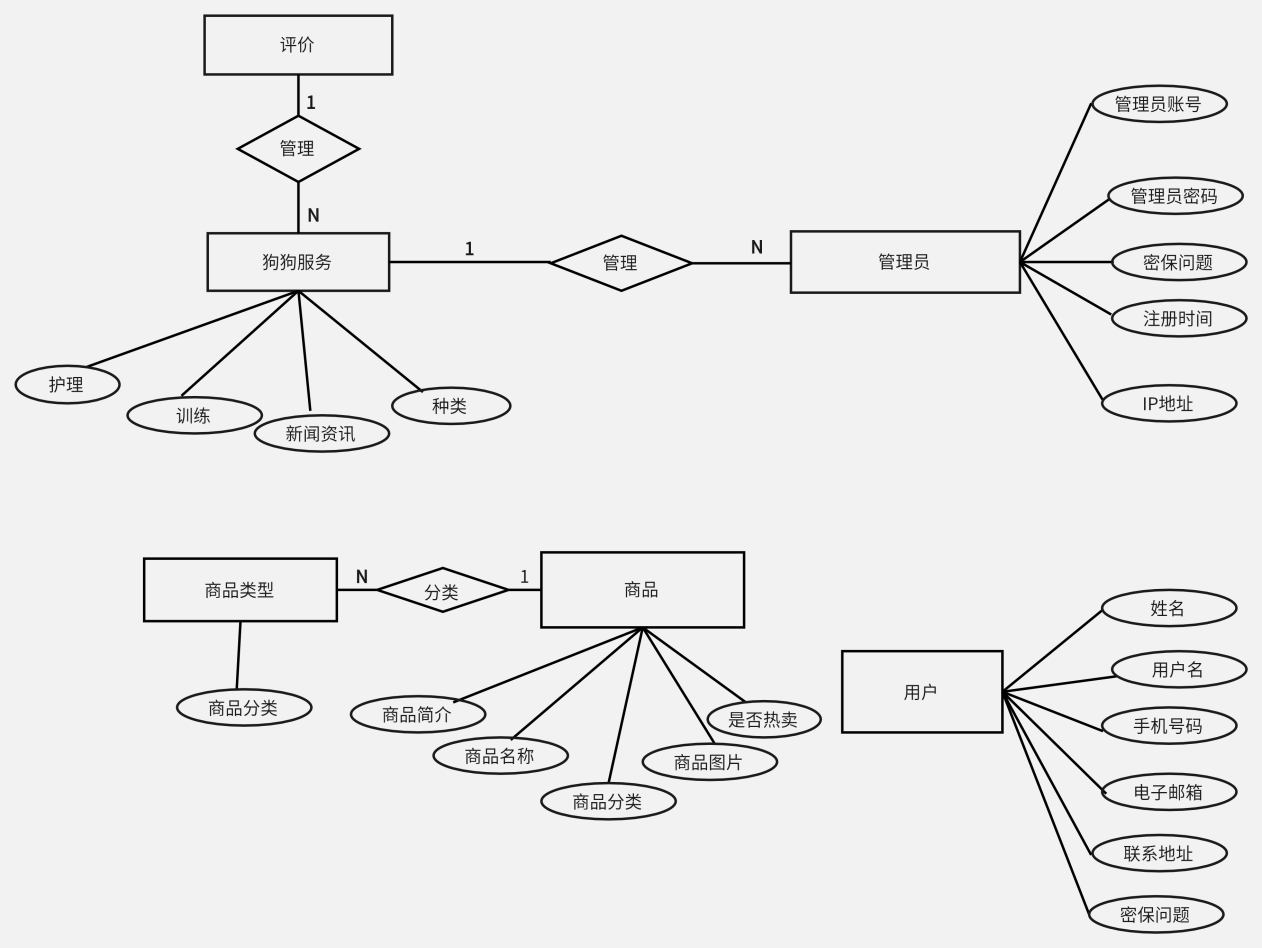 评价
1
管理
N
狗狗服务
1
管理
N
管理员
管理员账号
管理员密码
密保问题
注册时间
IP地址
护理
训练
新闻资讯
种类
商品类型
N
分类
1
商品
商品分类
商品简介
商品名称
商品分类
商品图片
是否热卖
用户
姓名
用户名
手机号码
电子邮箱
联系地址
密保问题